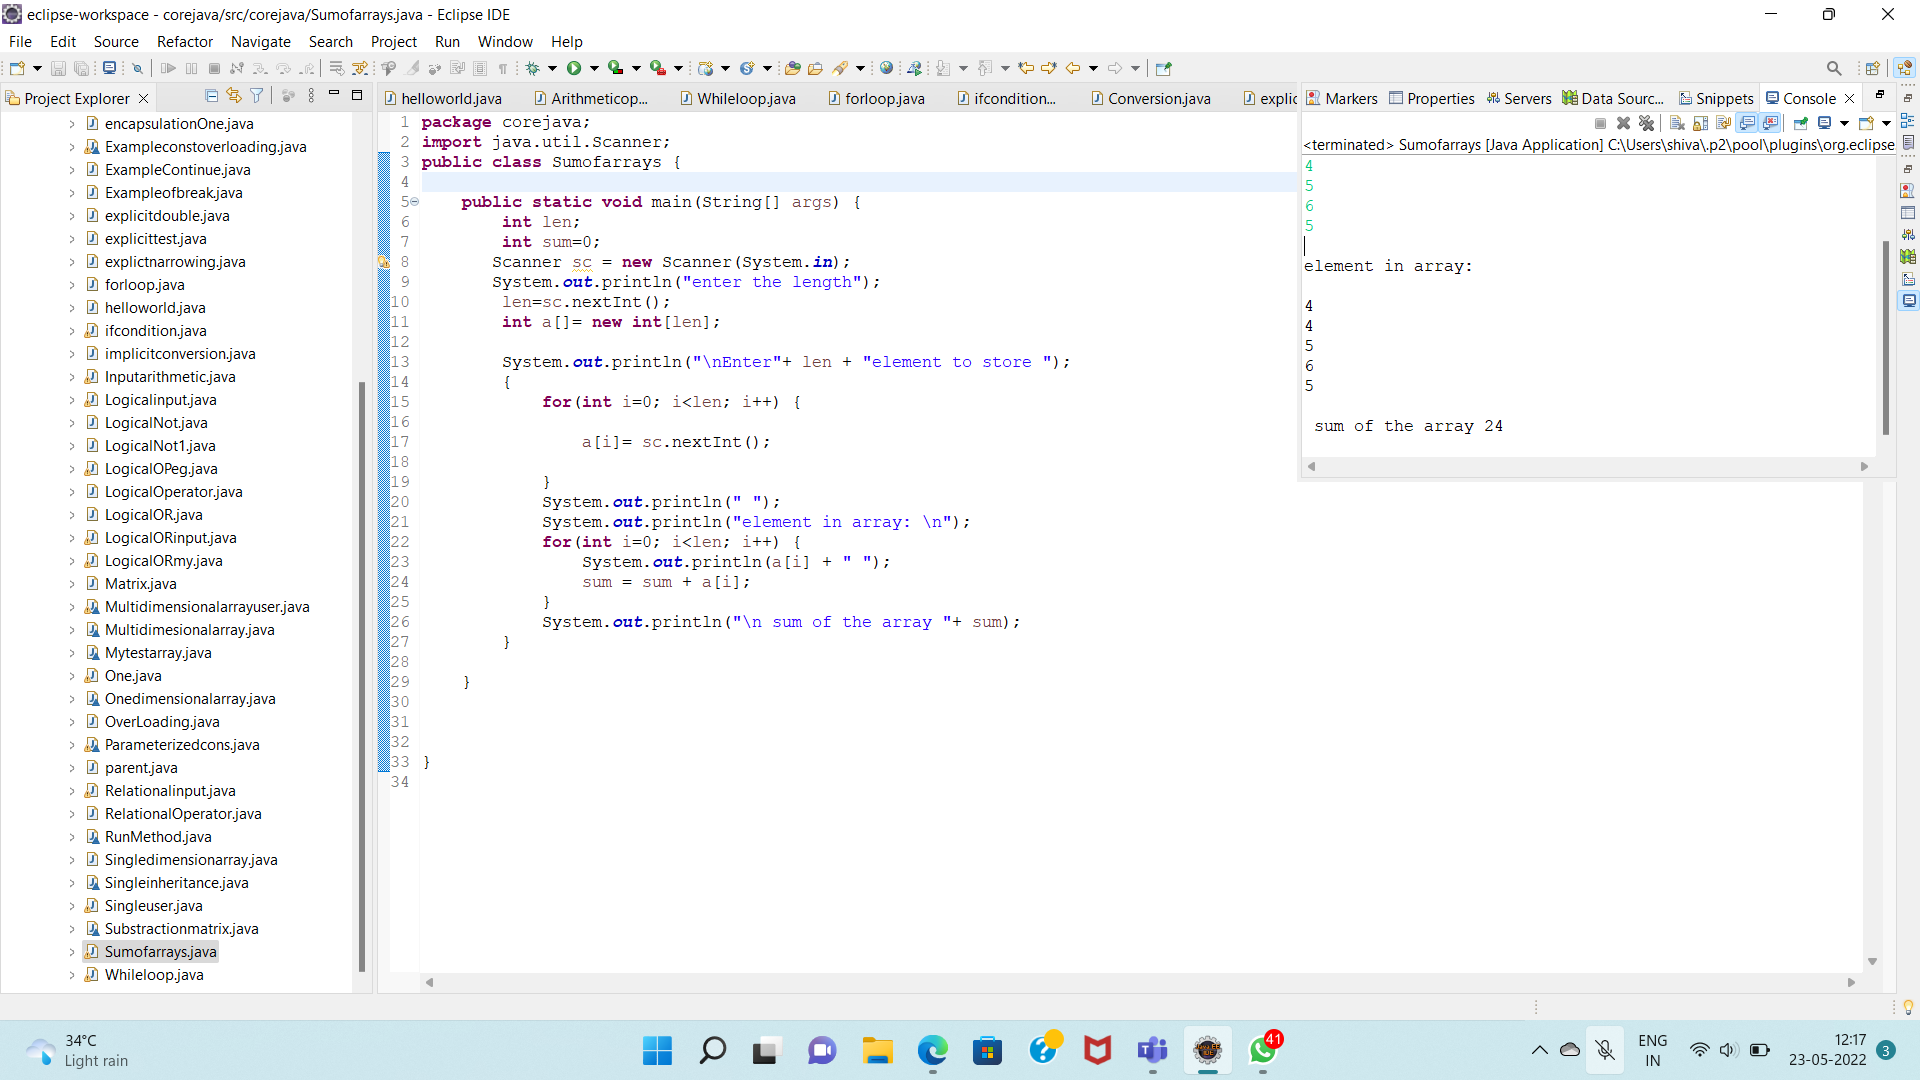 eclipse-workspace - corejava/src/corejava/Sumofarrays.java - Eclipse IDE
File Edit Source Refactor Navigate Search Project Run Window Help
Project Explorer
encapsulationOne.java
Exampleconstoverloading.java
ExampleContinue.java
Exampleofbreak.java
explicitdouble.java
explicittest.java
explictnarrowing.java
forloop.java
helloworld.java
ifcondition.java
implicitconversion.java
Inputarithmetic.java
Logicalinput.java
LogicalNot.java
LogicalNot1.java
LogicalOPeg.java
LogicalOperator.java
LogicalOR.java
LogicalORinput.java
LogicalORmy.java
Matrix.java
Multidimensionalarrayuser.java
Multidimesionalarray.java
Mytestarray.java
One.java
Onedimensionalarray.java
OverLoading.java
Parameterizedcons.java
parent.java
Relationalinput.java
RelationalOperator.java
RunMethod.java
Singledimensionarray.java
Singleinheritance.java
Singleuser.java
Substractionmatrix.java
Sumofarrays.java
Whileloop.java
helloworld.java Arithmeticop... Whileloop.java forloop.java ifcondition... Conversion.java explic
1 package corejava;
2 import java.util.Scanner;
3 public class Sumofarrays {
4
5 public static void main(String[] args) {
6 int len;
7 int sum=0;
8 Scanner sc = new Scanner(System.in);
9 System.out.println("enter the length");
10 len=sc.nextInt();
11 int a[]= new int[len];
12
13 System.out.println("\nEnter"+ len + "element to store ");
14 {
15 for(int i=0; i<len; i++) {
16
17 a[i]= sc.nextInt();
18
19 }
20 System.out.println(" ");
21 System.out.println("element in array: \n");
22 for(int i=0; i<len; i++) {
23 System.out.println(a[i] + " ");
24 sum = sum + a[i];
25 }
26 System.out.println("\n sum of the array "+ sum);
27 }
28
29 }
30
31
32
33 }
34
Markers Properties Servers Data Sourc... Snippets Console
<terminated> Sumofarrays [Java Application] C:\Users\shiva\.p2\pool\plugins\org.eclipse
4
5
6
5
element in array:
4
4
5
6
5
sum of the array 24
34°C
Light rain
41
ENG
IN
12:17
23-05-2022
3